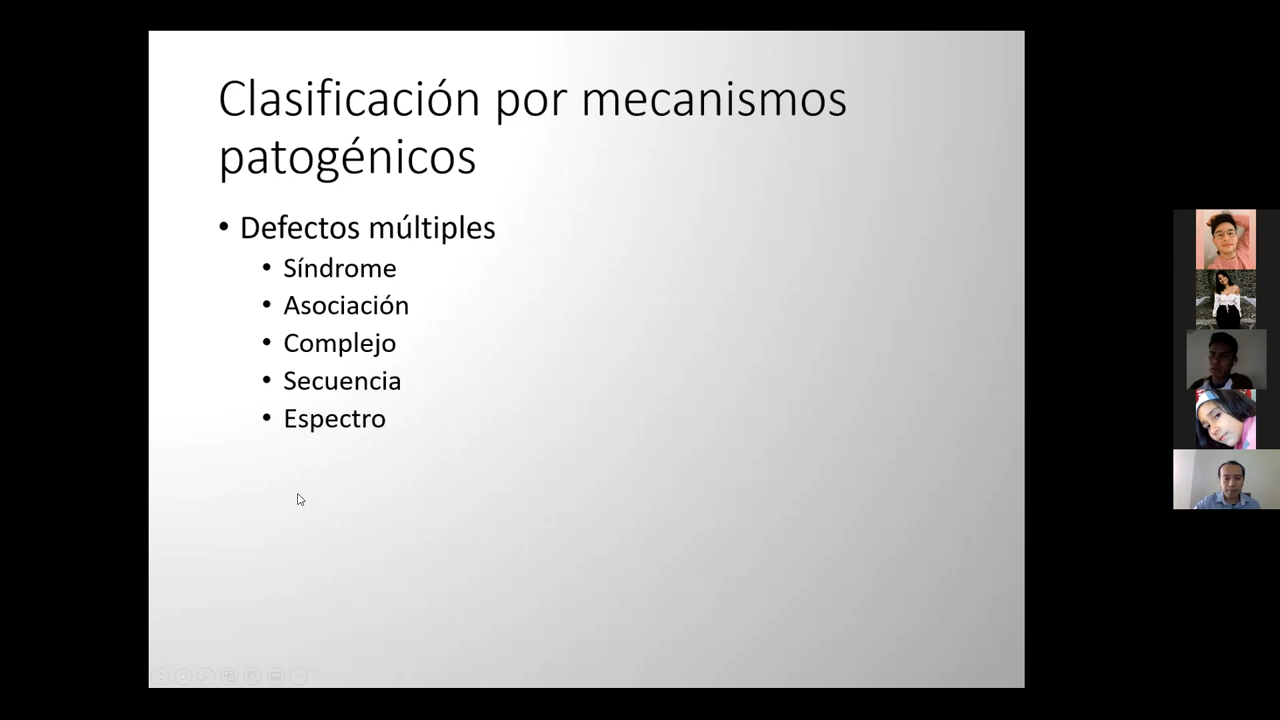 Clasificación por mecanismos
patogénicos
• Defectos múltiples
• Síndrome
• Asociación
• Complejo
• Secuencia
• Espectro